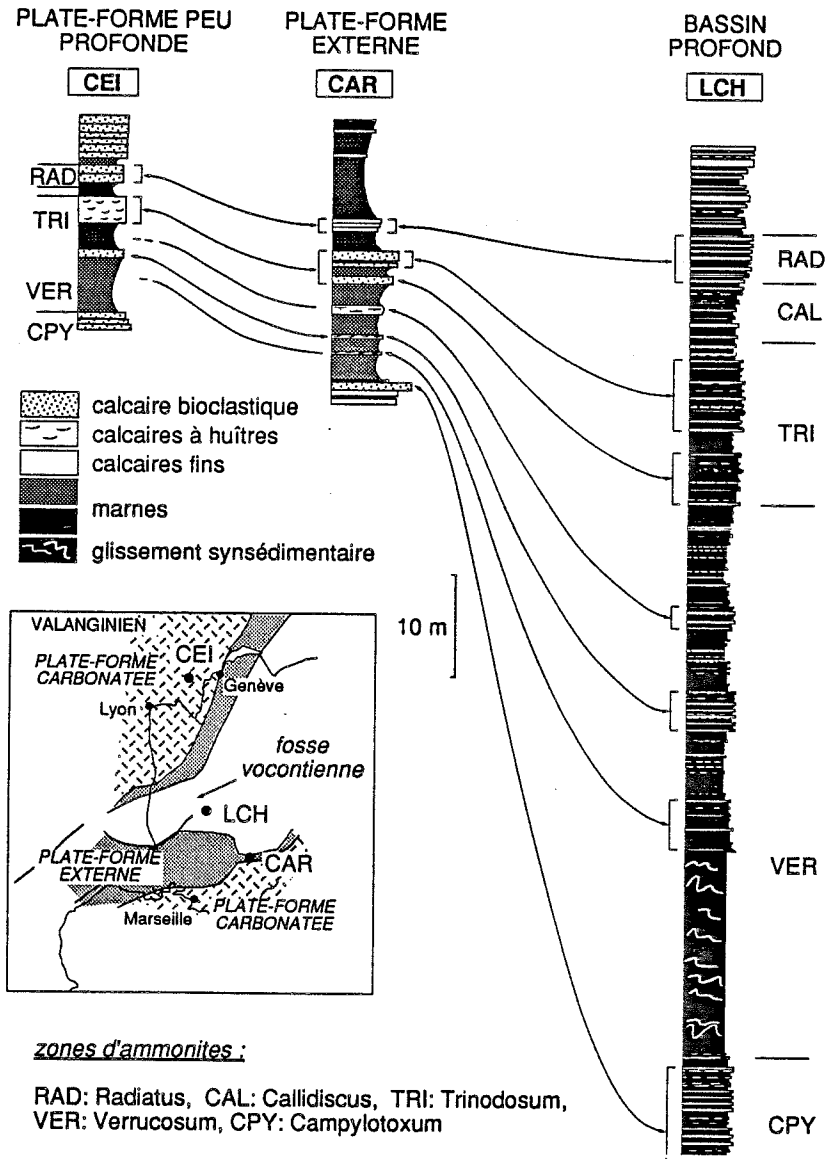 PLATE-FORME PEU
PROFONDE
CEI
PLATE-FORME
EXTERNE
CAR
BASSIN
PROFOND
LCH
RAD
TRI
VER
CPY
RAD
CAL
TRI
VER
CPY
calcaire bioclastique
calcaires à huîtres
calcaires fins
marnes
glissement synsédimentaire
10 m
VALANGINIEN
PLATE-FORME
CARBONATEE
CEI
Genève
Lyon
fosse
vocontienne
LCH
PLATE-FORME
EXTERNE
CAR
Marseille
PLATE-FORME
CARBONATEE
zones d'ammonites :
RAD: Radiatus, CAL: Callidiscus, TRI: Trinodosum,
VER: Verrucosum, CPY: Campylotoxum